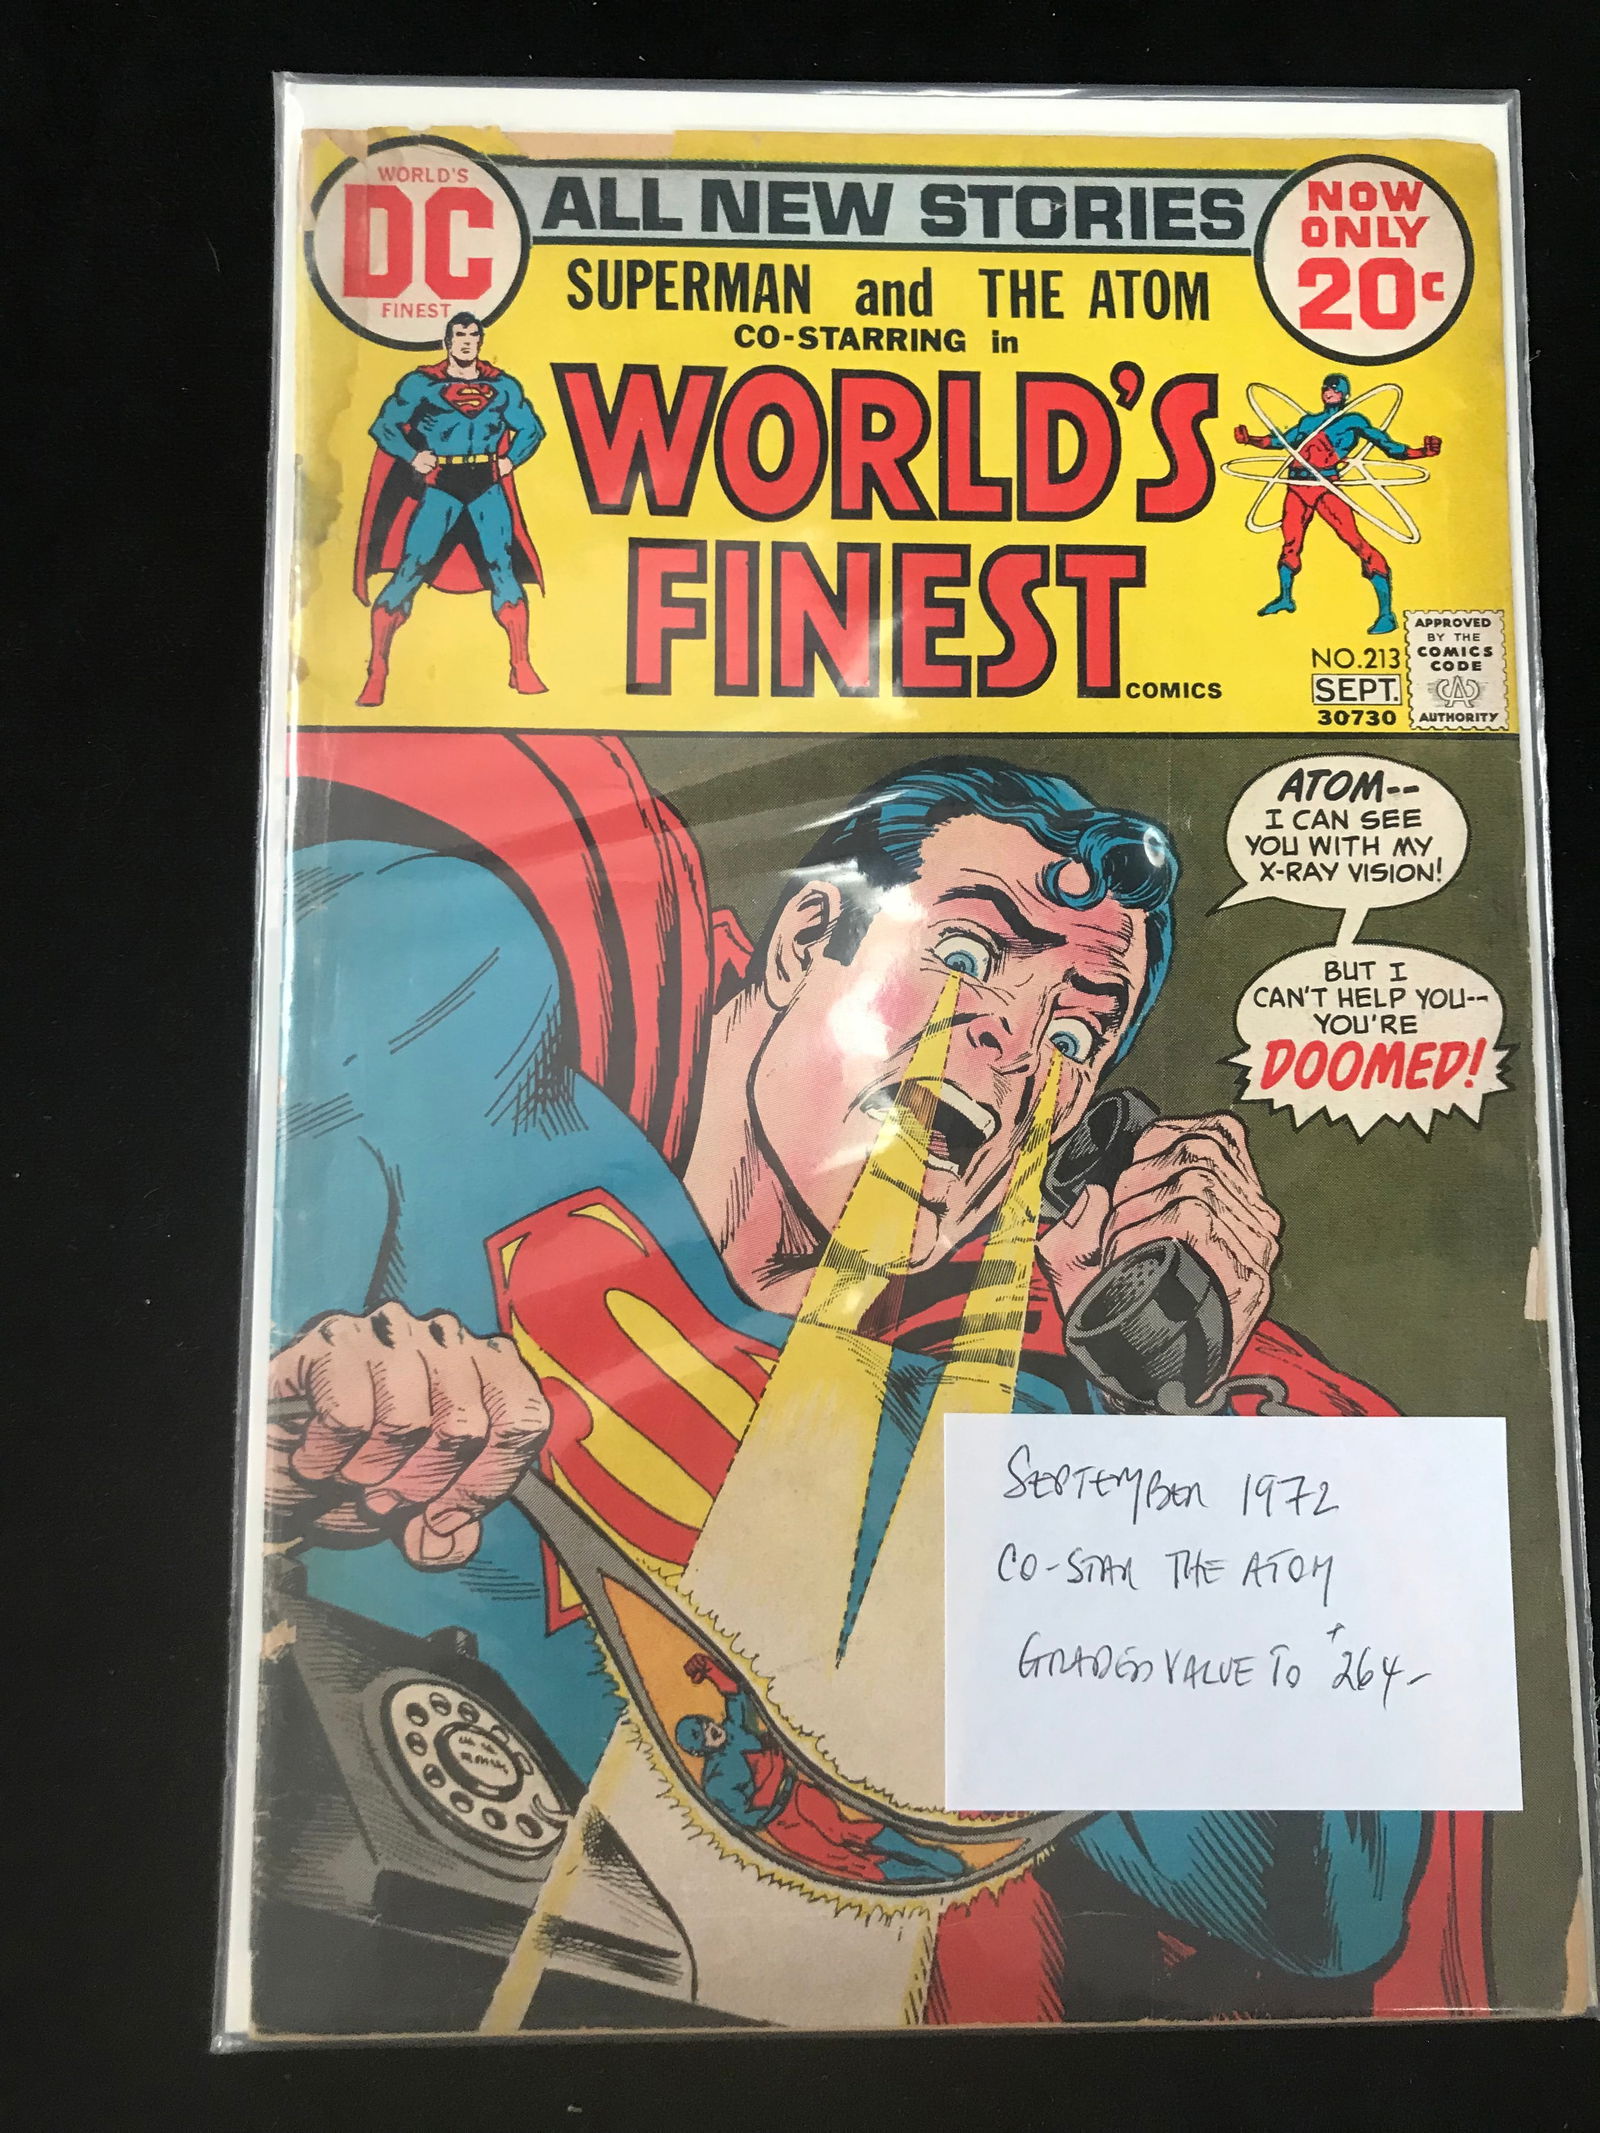 WORLD'S
DC
FINEST
ALL NEW STORIES
NOW
ONLY
20¢
SUPERMAN and THE ATOM
CO-STARRING in
WORLD'S
FINEST
COMICS
NO.213
SEPT.
30730
APPROVED
BY THE
COMICS
CODE
CA
AUTHORITY
ATOM--
I CAN SEE
YOU WITH MY
X-RAY VISION!
BUT I
CAN'T HELP YOU--
YOU'RE
DOOMED!
SEPTEMBER 1972
CO-STAR THE ATOM
GRADED VALUE TO $264-